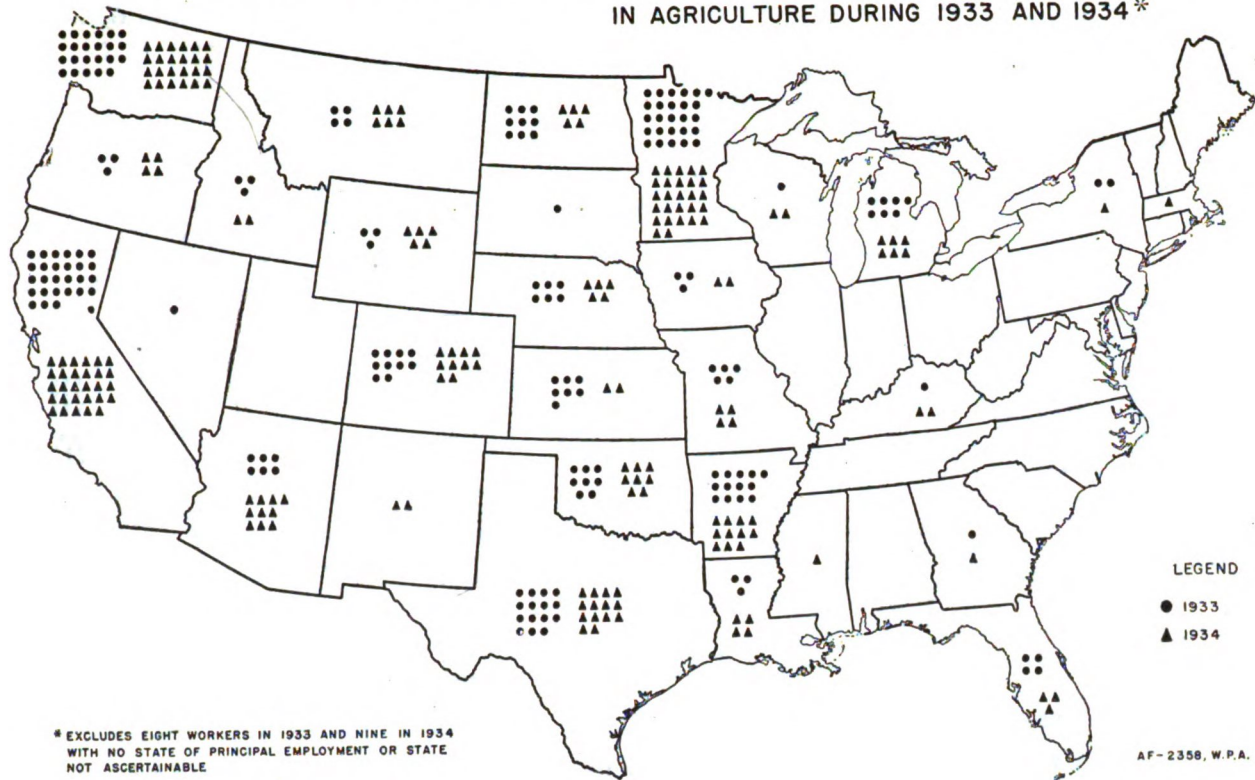 IN AGRICULTURE DURING 1933 AND 1934*
LEGEND
1933
1934
* EXCLUDES EIGHT WORKERS IN 1933 AND NINE IN 1934
WITH NO STATE OF PRINCIPAL EMPLOYMENT OR STATE
NOT ASCERTAINABLE
AF-2358, W.P.A.